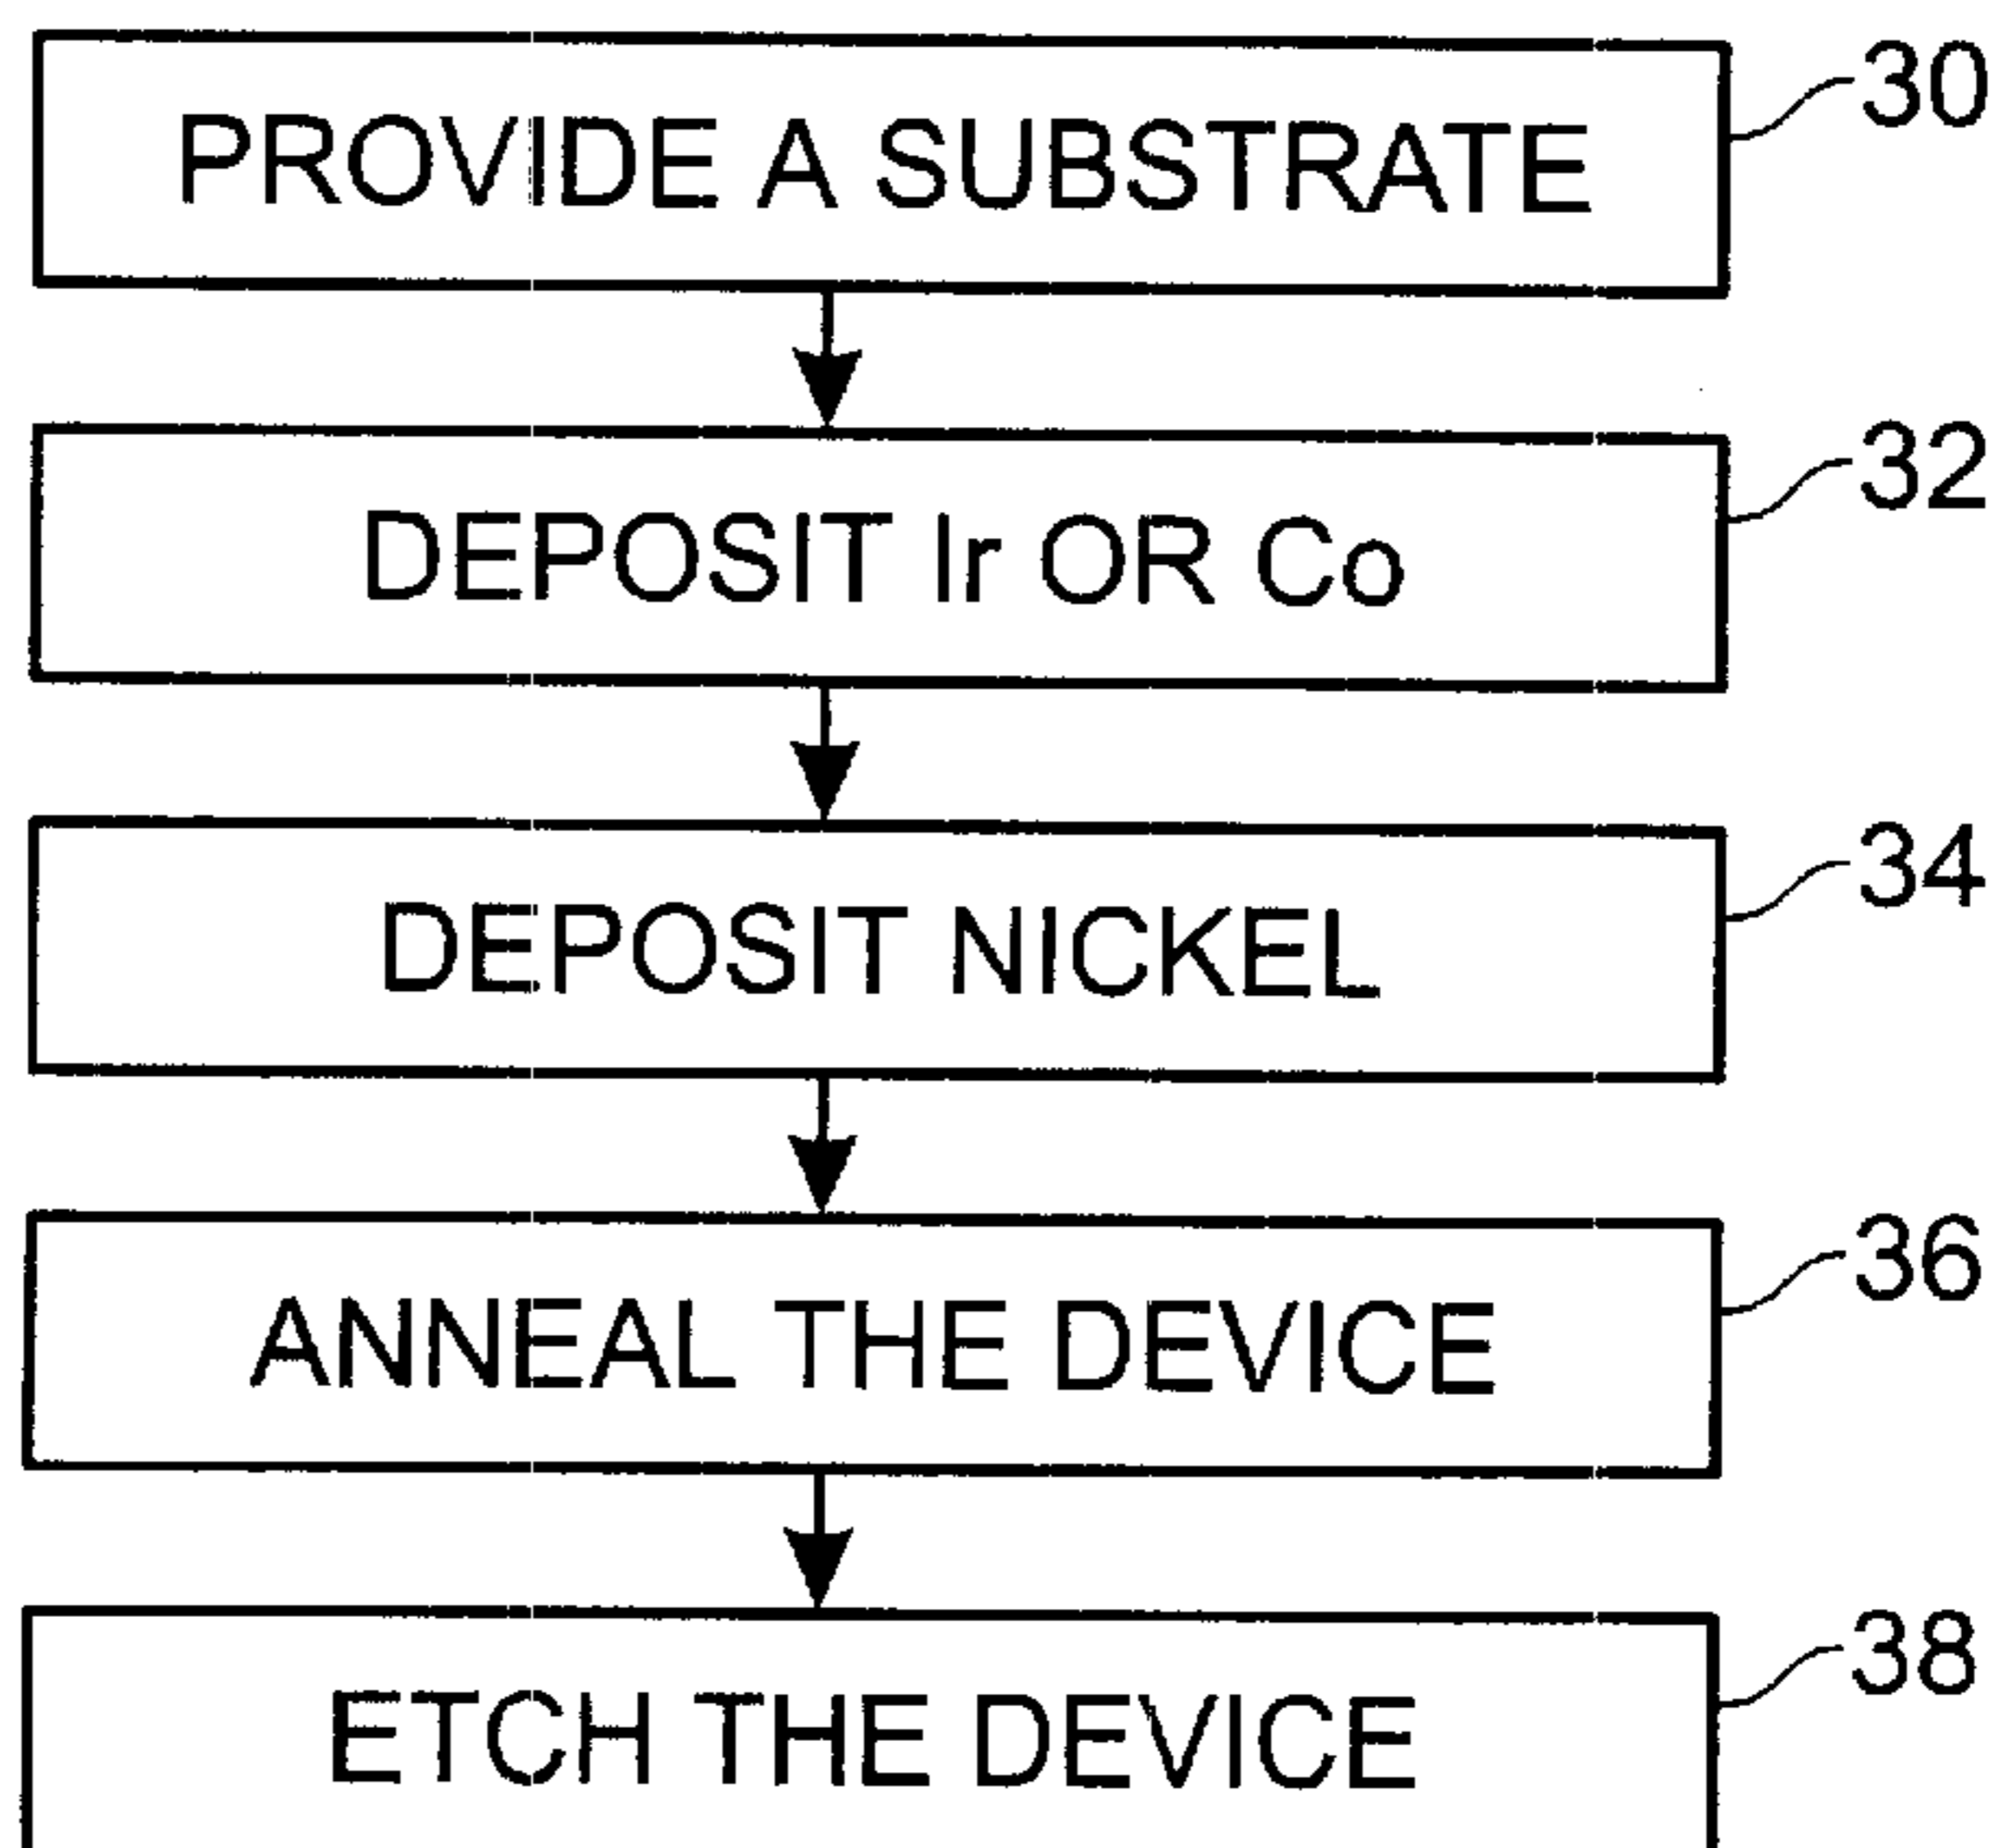 PROVIDE A SUBSTRATE
30
DEPOSIT Ir OR Co
32
DEPOSIT NICKEL
34
ANNEAL THE DEVICE
36
ETCH THE DEVICE
38